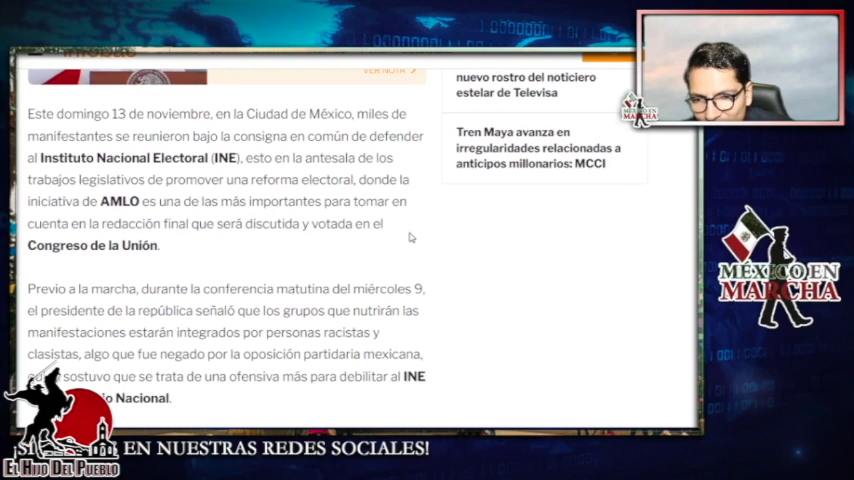 infobae
VER NOTA
Este domingo 13 de noviembre, en la Ciudad de México, miles de
manifestantes se reunieron bajo la consigna en común de defender
al Instituto Nacional Electoral (INE), esto en la antesala de los
trabajos legislativos de promover una reforma electoral, donde la
iniciativa de AMLO es una de las más importantes para tomar en
cuenta en la redacción final que será discutida y votada en el
Congreso de la Unión.
Previo a la marcha, durante la conferencia matutina del miércoles 9,
el presidente de la república señaló que los grupos que nutrirán las
manifestaciones estarán integrados por personas racistas y
clasistas, algo que fue negado por la oposición partidaria mexicana,
sostuvo que se trata de una ofensiva más para debilitar al INE
Nacional.
nuevo rostro del noticiero
estelar de Televisa
Tren Maya avanza en
irregularidades relacionadas a
anticipos millonarios: MCCI
MÉXICO EN
MARCHA
MÉXICO EN
MARCHA
EN NUESTRAS REDES SOCIALES!
EL HIJO DEL PUEBLO